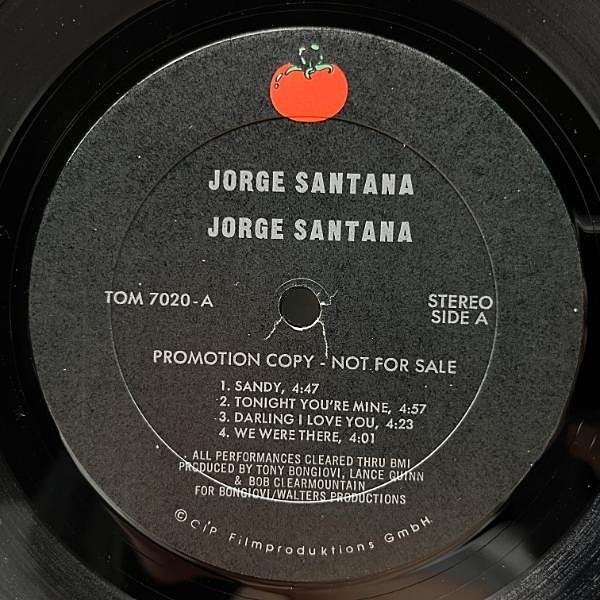 JORGE SANTANA
JORGE SANTANA
TOM 7020-A
STEREO
SIDE A
PROMOTION COPY - NOT FOR SALE
1. SANDY, 4:47
2. TONIGHT YOU'RE MINE, 4:57
3. DARLING I LOVE YOU, 4:23
4. WE WERE THERE, 4:01
ALL PERFORMANCES CLEARED THRU BMI
PRODUCED BY TONY BONGIOVI, LANCE QUINN
& BOB CLEARMOUNTAIN
FOR BONGIOVI/WALTERS PRODUCTIONS
© CIP Filmproduktions GmbH.